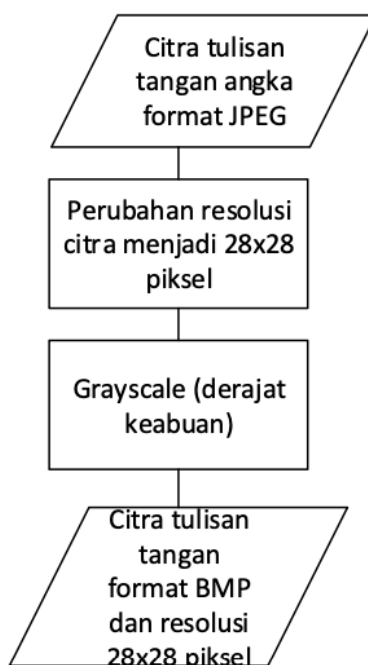 Citra tulisan
tangan angka
format JPEG
Perubahan resolusi
citra menjadi 28x28
piksel
Grayscale (derajat
keabuan)
Citra tulisan
tangan
format BMP
dan resolusi
28x28 piksel